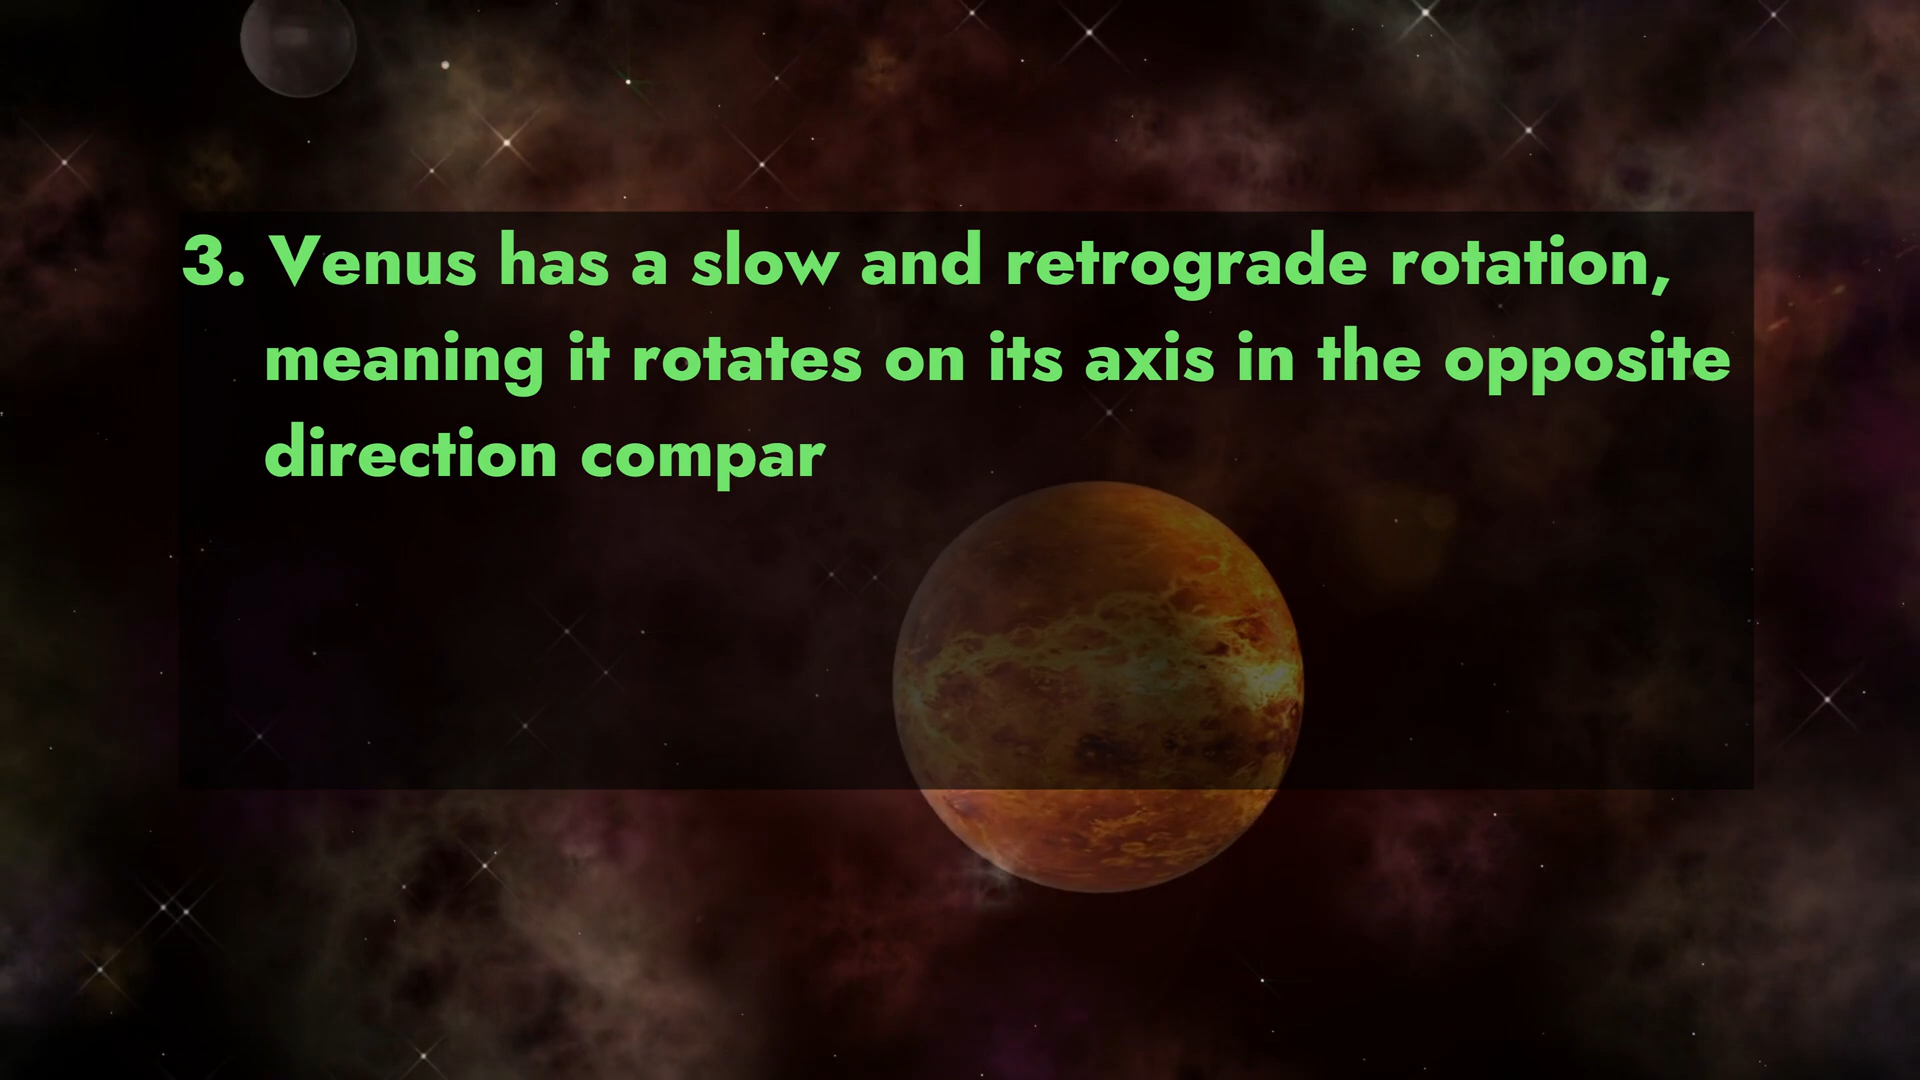 3. Venus has a slow and retrograde rotation,
meaning it rotates on its axis in the opposite
direction compar